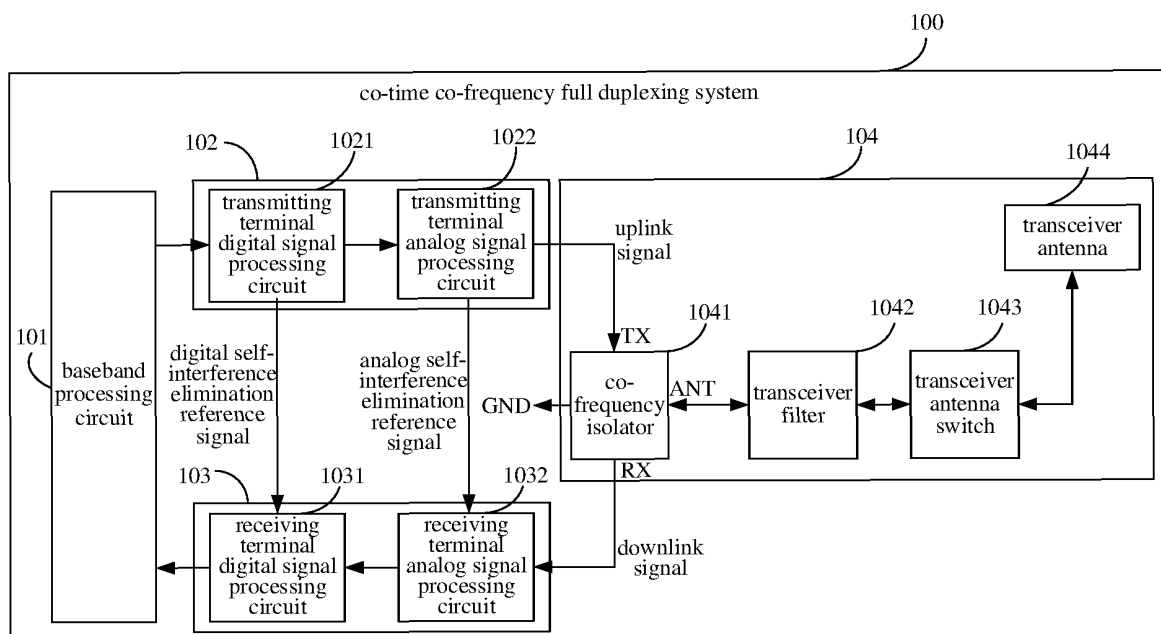 100
co-time co-frequency full duplexing system
102
1021
1022
104
1044
transmitting
terminal
digital signal
processing
circuit
transmitting
terminal
analog signal
processing
circuit
uplink
signal
transceiver
antenna
101
baseband
processing
circuit
digital self-
interference
elimination
reference
signal
analog self-
interference
elimination
reference
signal
TX
1041
1042
1043
GND
co-
frequency
isolator
ANT
transceiver
filter
transceiver
antenna
switch
RX
103
1031
1032
receiving
terminal
digital signal
processing
circuit
receiving
terminal
analog signal
processing
circuit
downlink
signal